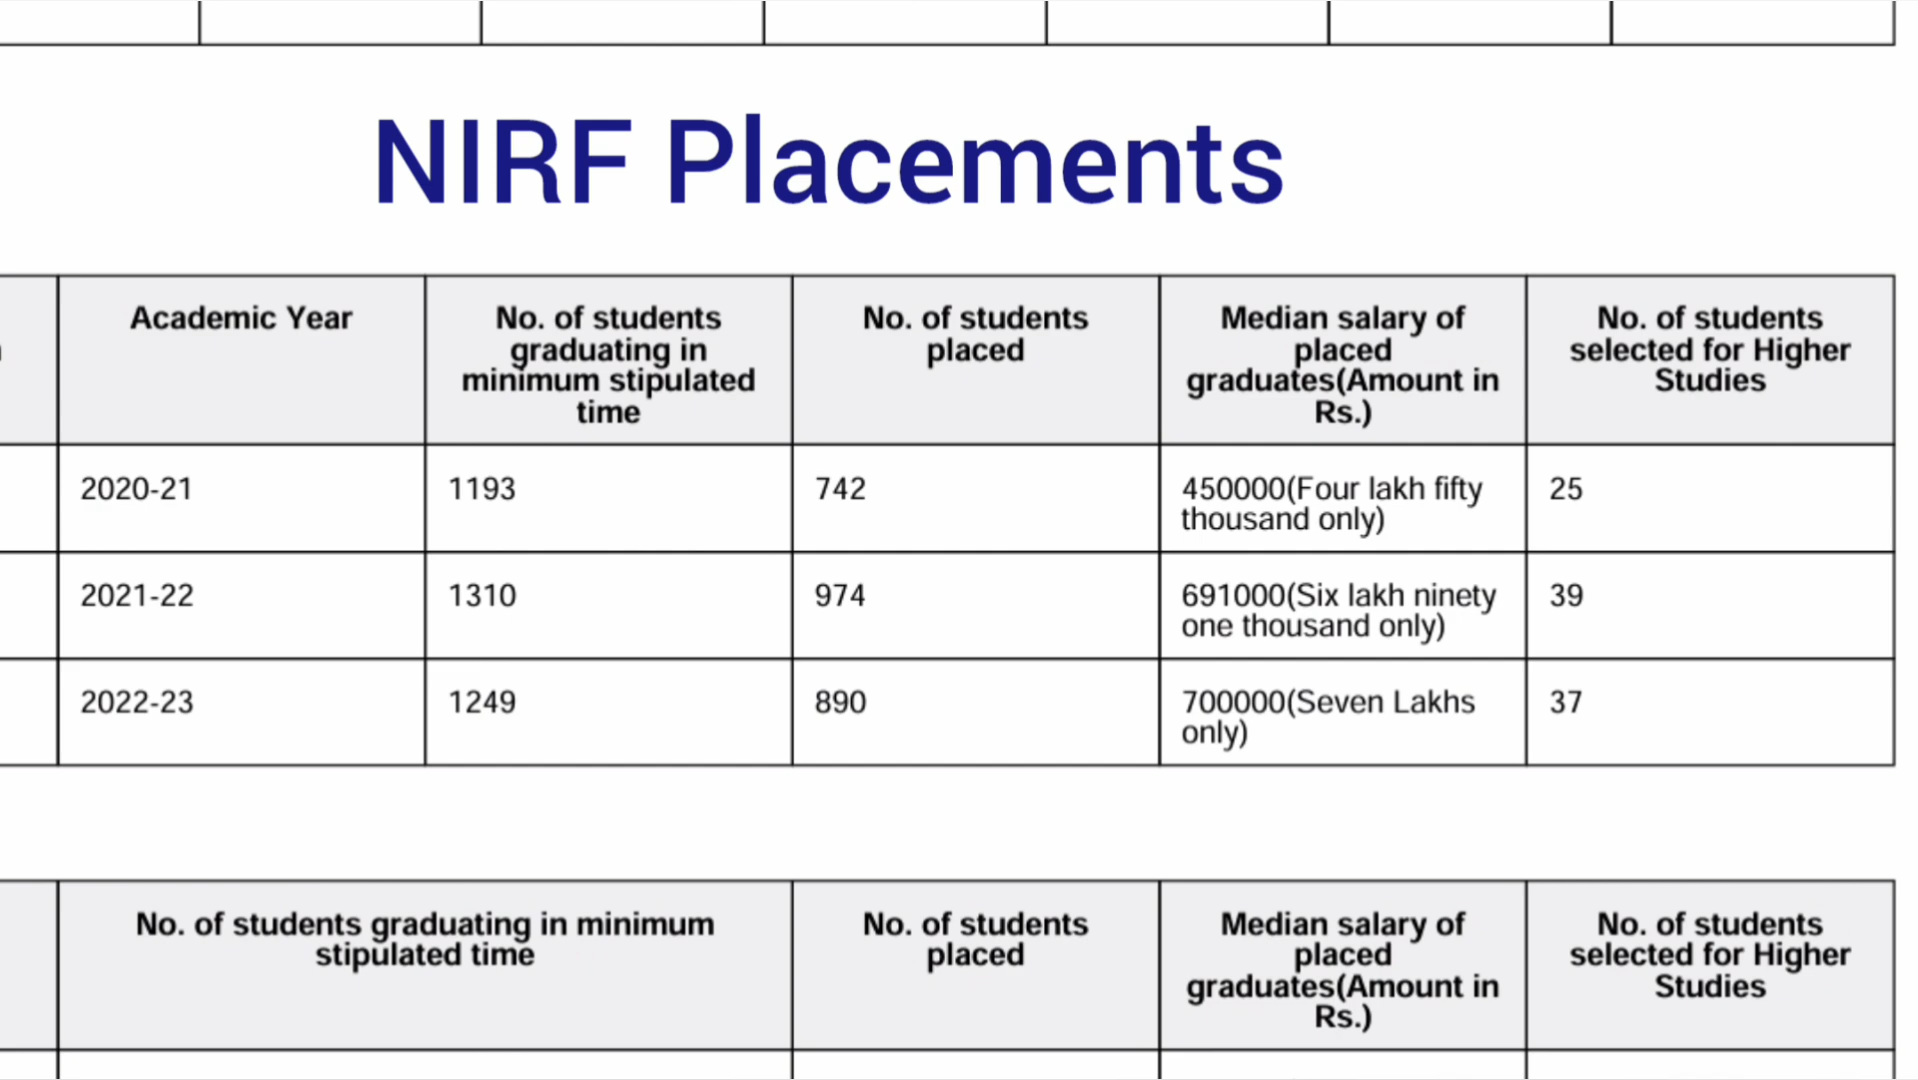 NIRF Placements
Academic Year
No. of students
graduating in
minimum stipulated
time
No. of students
placed
Median salary of
placed
graduates(Amount in
Rs.)
No. of students
selected for Higher
Studies
2020-21
1193
742
450000(Four lakh fifty
thousand only)
25
2021-22
1310
974
691000(Six lakh ninety
one thousand only)
39
2022-23
1249
890
700000(Seven Lakhs
only)
37
No. of students graduating in minimum
stipulated time
No. of students
placed
Median salary of
placed
graduates(Amount in
Rs.)
No. of students
selected for Higher
Studies